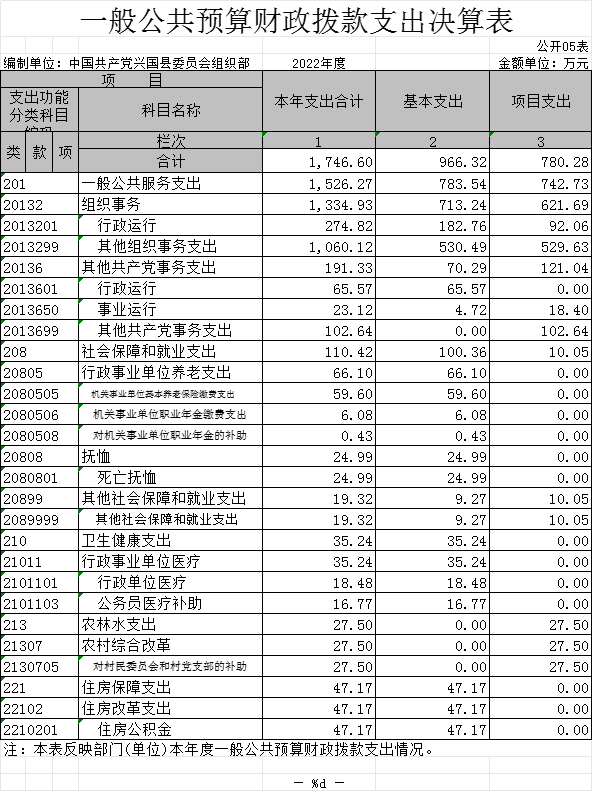 一般公共预算财政拨款支出决算表
公开05表
编制单位：中国共产党兴国县委员会组织部 2022年度 金额单位：万元
项 目 本年支出合计 基本支出 项目支出
支出功能分类科目编码 科目名称
类 款 项 栏次 1 2 3
合计 1,746.60 966.32 780.28
201 一般公共服务支出 1,526.27 783.54 742.73
20132 组织事务 1,334.93 713.24 621.69
2013201 行政运行 274.82 182.76 92.06
2013299 其他组织事务支出 1,060.12 530.49 529.63
20136 其他共产党事务支出 191.33 70.29 121.04
2013601 行政运行 65.57 65.57 0.00
2013650 事业运行 23.12 4.72 18.40
2013699 其他共产党事务支出 102.64 0.00 102.64
208 社会保障和就业支出 110.42 100.36 10.05
20805 行政事业单位养老支出 66.10 66.10 0.00
2080505 机关事业单位基本养老保险缴费支出 59.60 59.60 0.00
2080506 机关事业单位职业年金缴费支出 6.08 6.08 0.00
2080508 对机关事业单位职业年金的补助 0.43 0.43 0.00
20808 抚恤 24.99 24.99 0.00
2080801 死亡抚恤 24.99 24.99 0.00
20899 其他社会保障和就业支出 19.32 9.27 10.05
2089999 其他社会保障和就业支出 19.32 9.27 10.05
210 卫生健康支出 35.24 35.24 0.00
21011 行政事业单位医疗 35.24 35.24 0.00
2101101 行政单位医疗 18.48 18.48 0.00
2101103 公务员医疗补助 16.77 16.77 0.00
213 农林水支出 27.50 0.00 27.50
21307 农村综合改革 27.50 0.00 27.50
2130705 对村民委员会和村党支部的补助 27.50 0.00 27.50
221 住房保障支出 47.17 47.17 0.00
22102 住房改革支出 47.17 47.17 0.00
2210201 住房公积金 47.17 47.17 0.00
注：本表反映部门(单位)本年度一般公共预算财政拨款支出情况。
— %d —